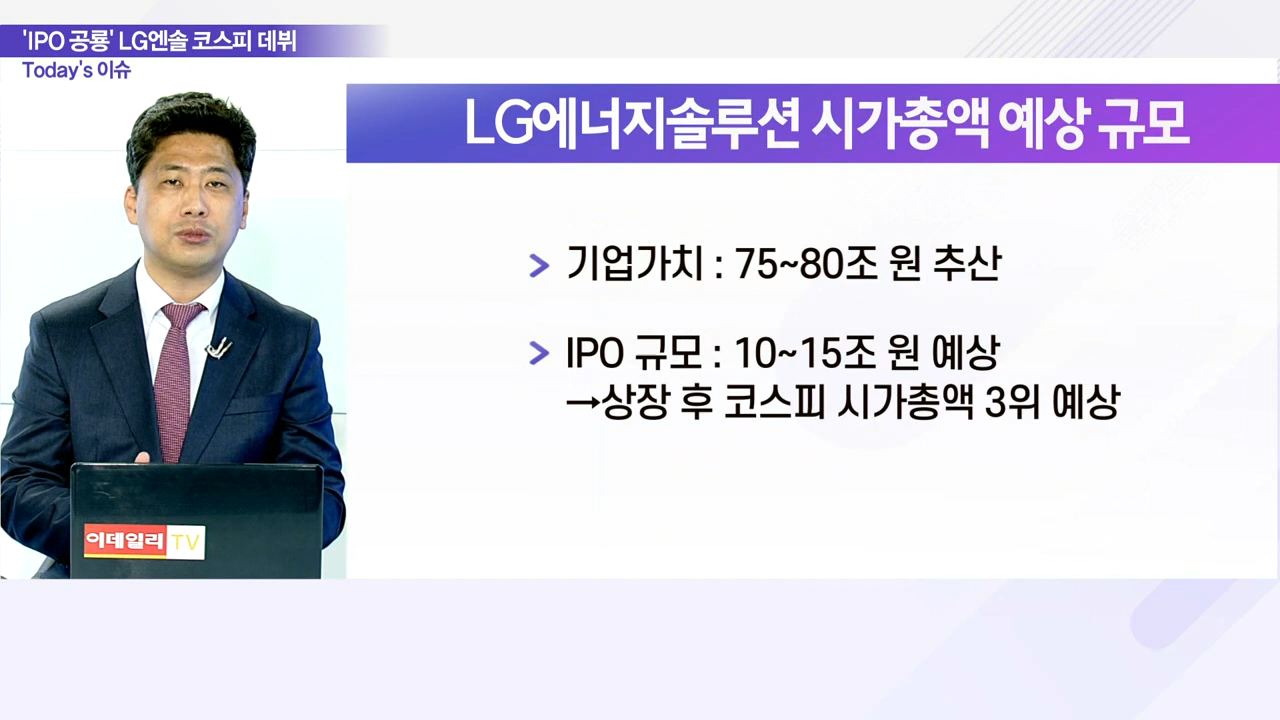 'IPO 공룡' LG엔솔 코스피 데뷔
Today's 이슈
LG에너지솔루션 시가총액 예상 규모
> 기업가치 : 75~80조 원 추산
> IPO 규모 : 10~15조 원 예상
→상장 후 코스피 시가총액 3위 예상
이데일리 TV